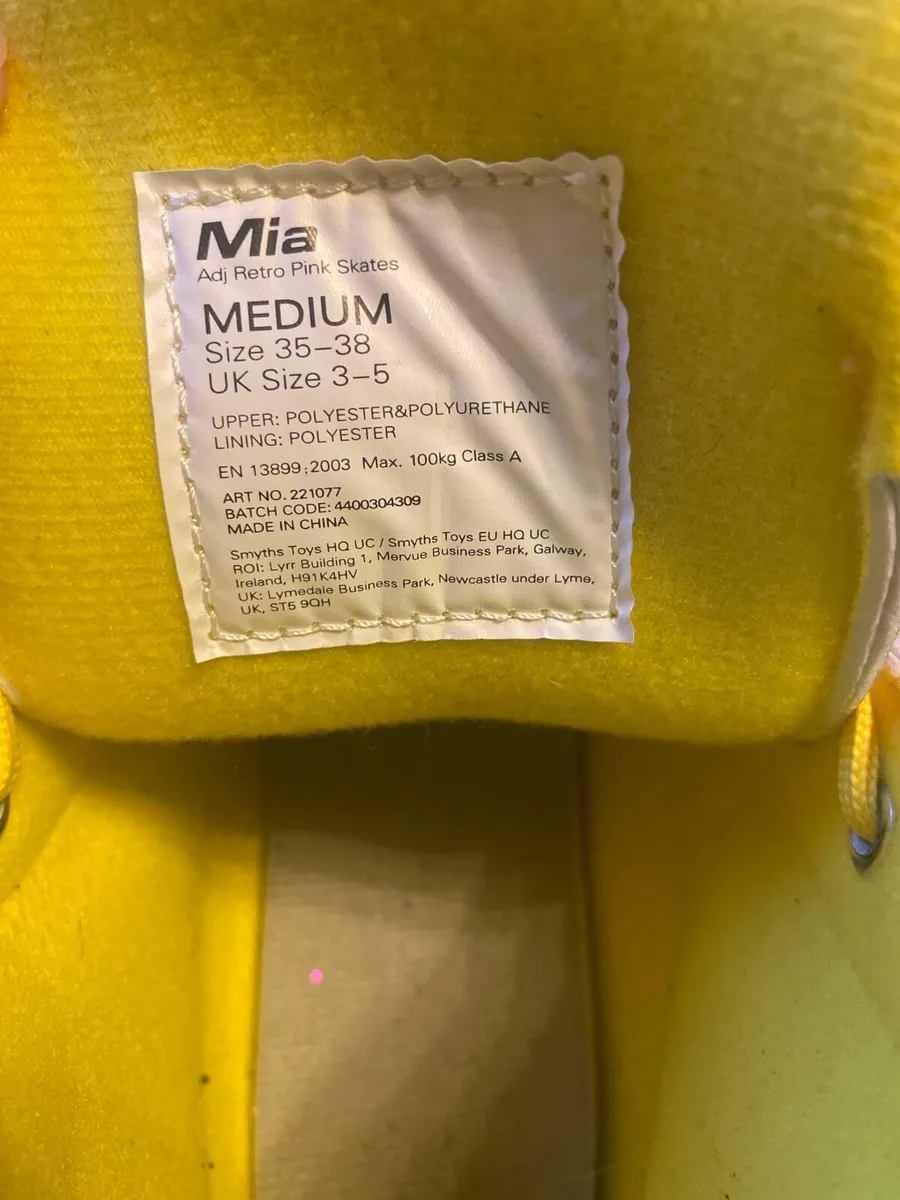 Mia
Adj Retro Pink Skates
MEDIUM
Size 35–38
UK Size 3–5
UPPER: POLYESTER&POLYURETHANE
LINING: POLYESTER
EN 13899:2003 Max. 100kg Class A
ART NO. 221077
BATCH CODE: 4400304309
MADE IN CHINA
Smyths Toys HQ UC / Smyths Toys EU HQ UC
ROI: Lyrr Building 1, Mervue Business Park, Galway,
Ireland, H91K4HV
UK: Lymedale Business Park, Newcastle under Lyme,
UK, ST5 9QH